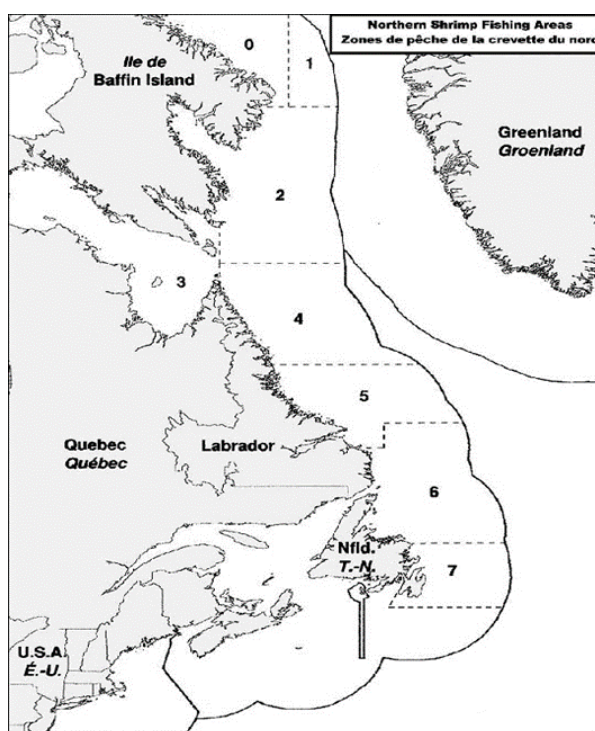 Northern Shrimp Fishing Areas
Zones de pêche de la crevette du nord
0
1
Ile de
Baffin Island
Greenland
Groenland
2
3
4
5
Quebec
Québec
Labrador
6
Nfld.
T.-N.
7
U.S.A.
É.-U.